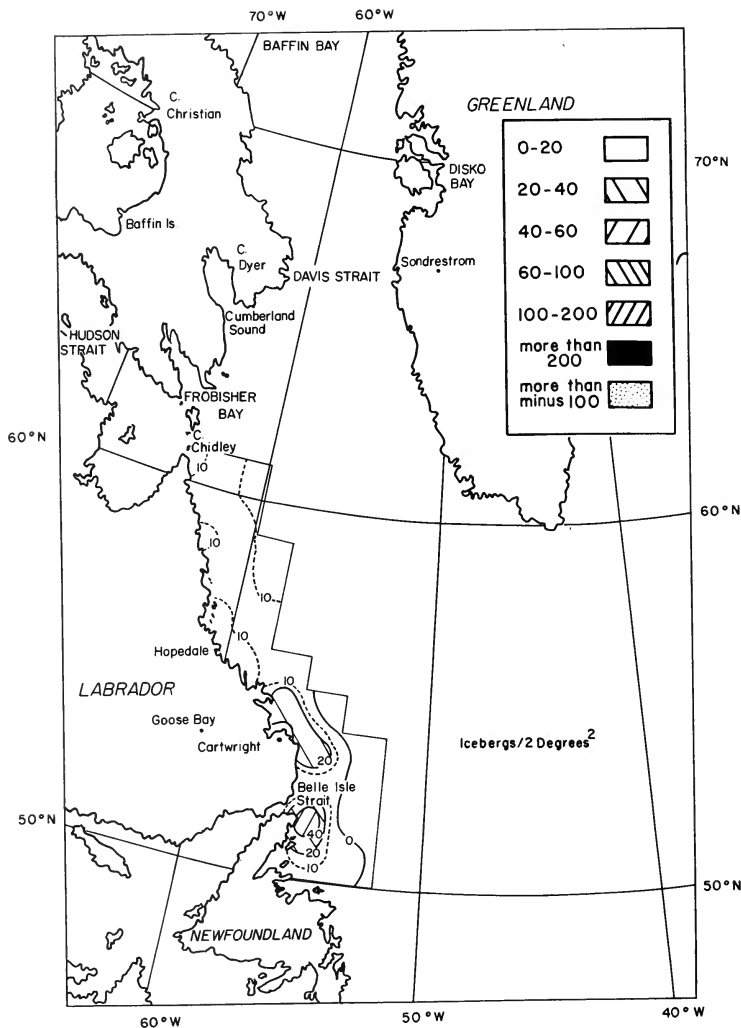 70°W
60°W
BAFFIN BAY
C.
Christian
GREENLAND
0-20
20-40
40-60
60-100
100-200
more than
200
more than
minus 100
70°N
DISKO
BAY
Baffin Is.
C.
Dyer
DAVIS STRAIT
Sondrestrom
Cumberland
Sound
HUDSON
STRAIT
FROBISHER
BAY
60°N
C.
Chidley
10
60°N
10
10
10
Hopedale
10
LABRADOR
Goose Bay
Cartwright
20
Icebergs/2 Degrees²
Belle Isle
Strait
50°N
40
20
0
10
50°N
NEWFOUNDLAND
60°W
50°W
40°W